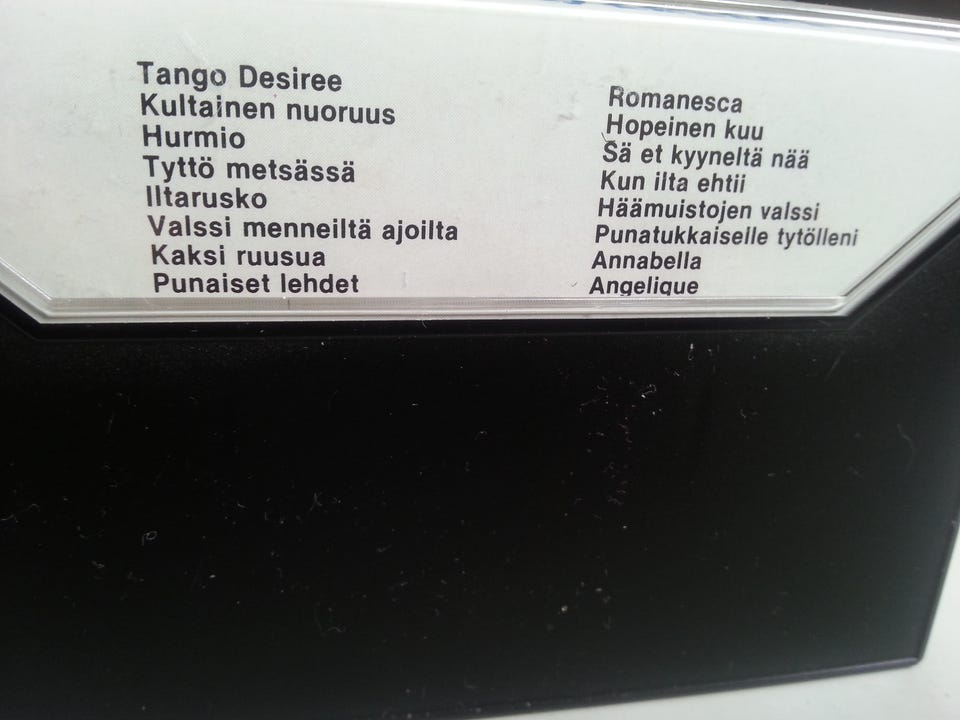 Tango Desiree
Kultainen nuoruus
Hurmio
Tyttö metsässä
Iltarusko
Valssi menneiltä ajoilta
Kaksi ruusua
Punaiset lehdet
Romanesca
Hopeinen kuu
Sä et kyyneltä nää
Kun ilta ehtii
Häämuistojen valssi
Punatukkaiselle tytölleni
Annabella
Angelique